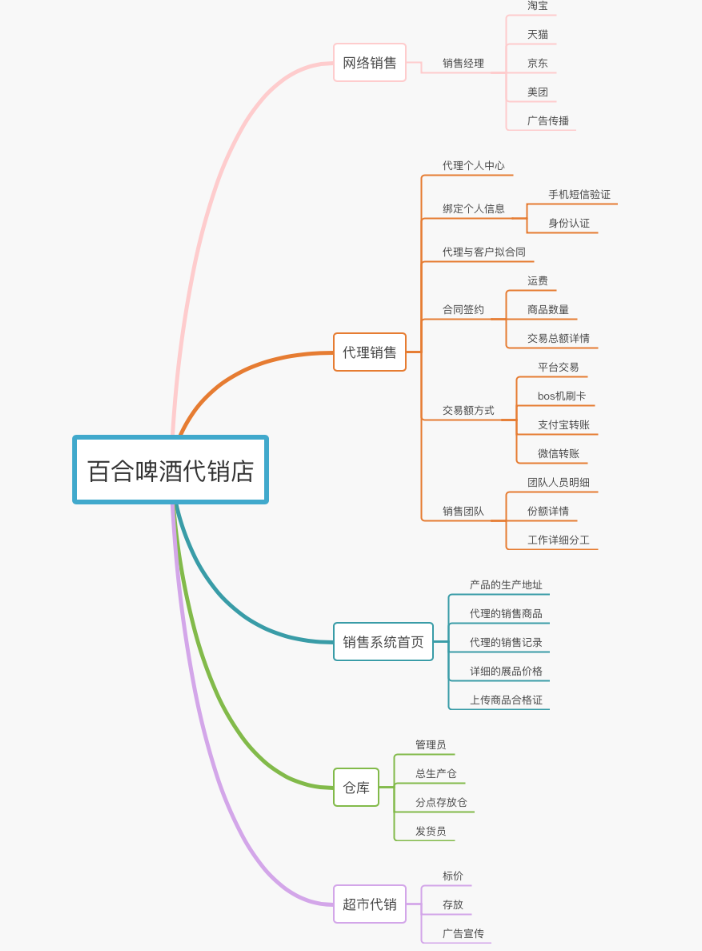 百合啤酒代销店
网络销售
销售经理
淘宝
天猫
京东
美团
广告传播
代理销售
代理个人中心
绑定个人信息
手机短信验证
身份认证
代理与客户拟合同
合同签约
运费
商品数量
交易总额详情
交易额方式
平台交易
bos机刷卡
支付宝转账
微信转账
销售团队
团队人员明细
份额详情
工作详细分工
销售系统首页
产品的生产地址
代理的销售商品
代理的销售记录
详细的展品价格
上传商品合格证
仓库
管理员
总生产仓
分点存放仓
发货员
超市代销
标价
存放
广告宣传